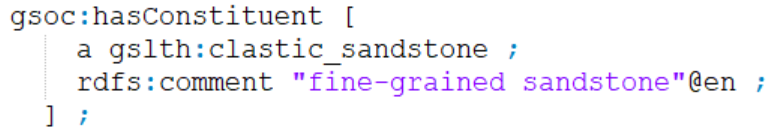 gsoc:hasConstituent [
a gslth:clastic_sandstone ;
rdfs:comment "fine-grained sandstone"@en ;
] ;